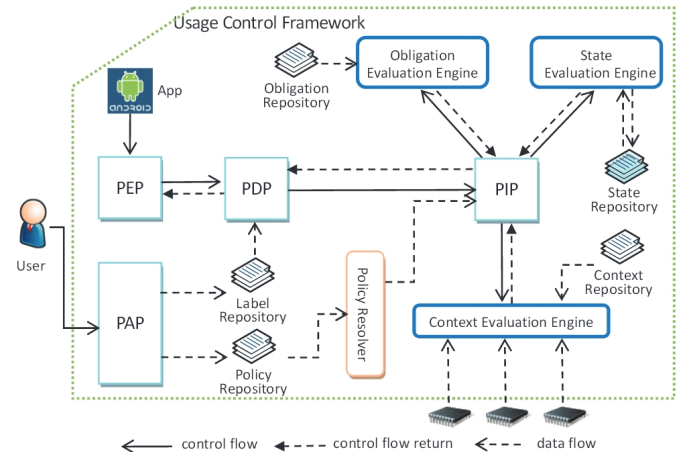 Usage Control Framework
Obligation
Evaluation Engine
State
Evaluation Engine
Obligation
Repository
App
ANDROID
PEP
PDP
PIP
State
Repository
User
PAP
Label
Repository
Policy Resolver
Context
Repository
Context Evaluation Engine
Policy
Repository
control flow
control flow return
data flow